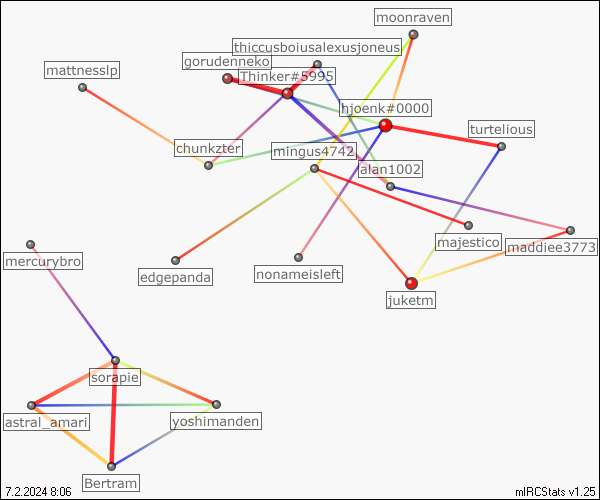 moonraven
thiccusboiusalexusjoneus
gorudenneko
mattnesslp
Thinker#5995
hjoenk#0000
turtelious
chunkzter
mingus4742
alan1002
majestico
maddiee3773
mercurybro
edgepanda
nonameisleft
juketm
sorapie
astral_amari
yoshimanden
Bertram
7.2.2024 8:06
mIRCStats v1.25